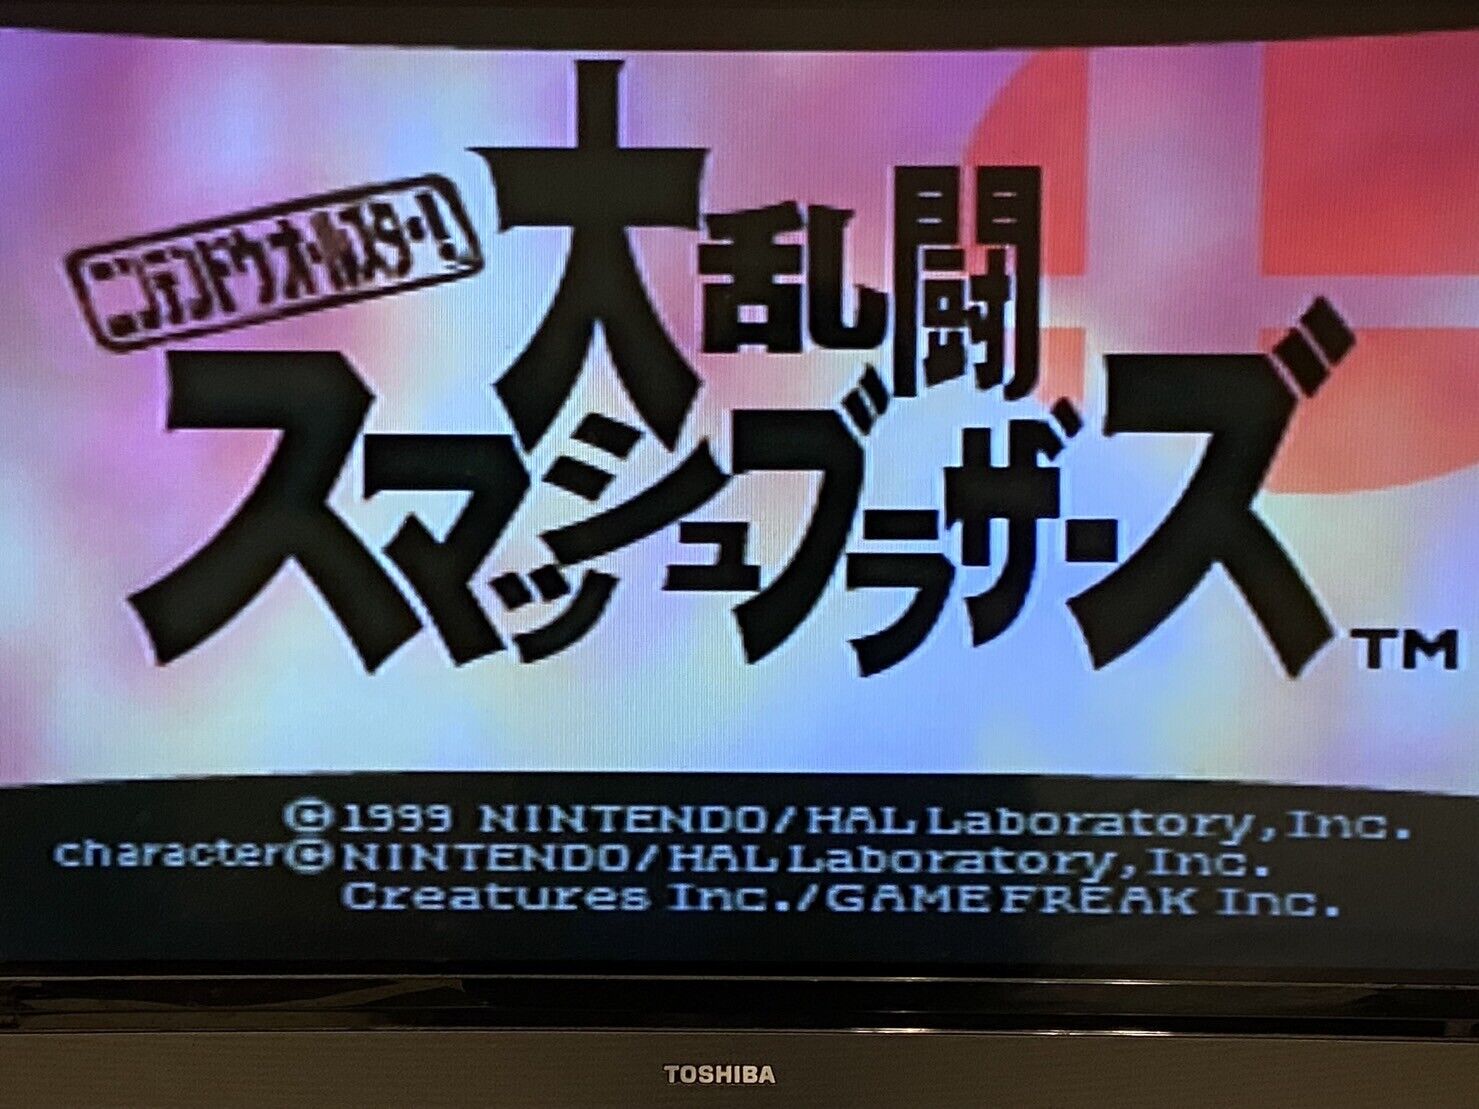 ニンテンドウオールスター!
大乱闘
スマッシュブラザーズ™
©1999 NINTENDO/HAL Laboratory, Inc.
character©NINTENDO/HAL Laboratory, Inc.
Creatures Inc./GAME FREAK Inc.
TOSHIBA